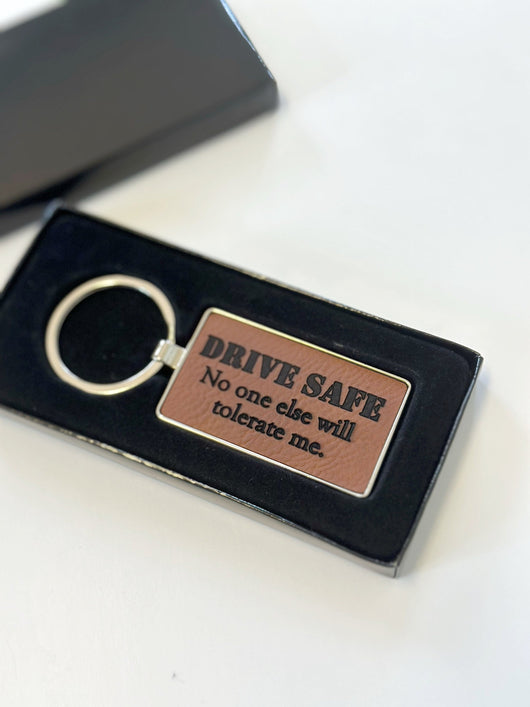 DRIVE SAFE
No one else will
tolerate me.